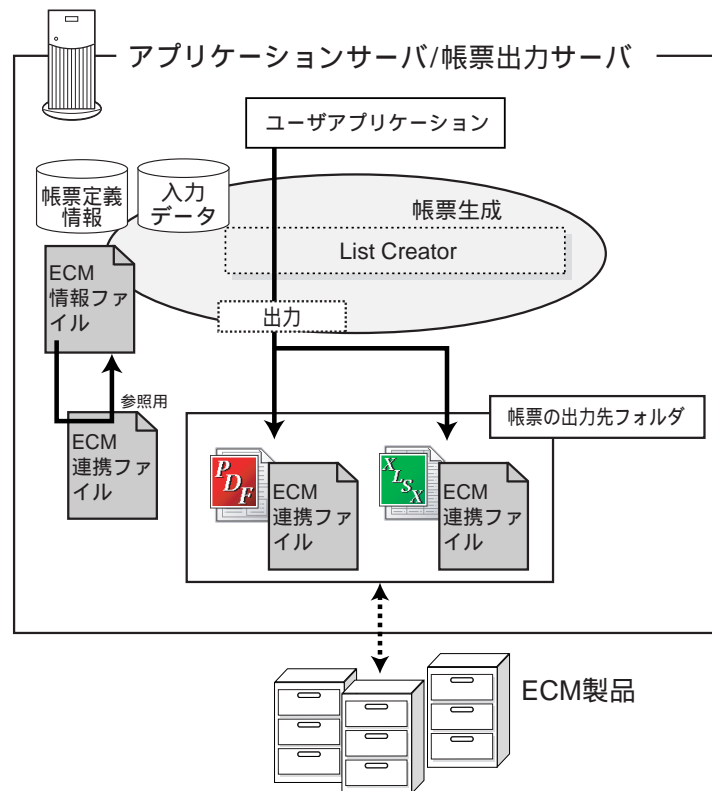 アプリケーションサーバ/帳票出力サーバ
ユーザアプリケーション
帳票定義
情報
入力
データ
帳票生成
List Creator
ECM
情報ファ
イル
出力
参照用
ECM
連携ファ
イル
帳票の出力先フォルダ
PDF
ECM
連携ファ
イル
XLSX
ECM
連携ファ
イル
ECM製品